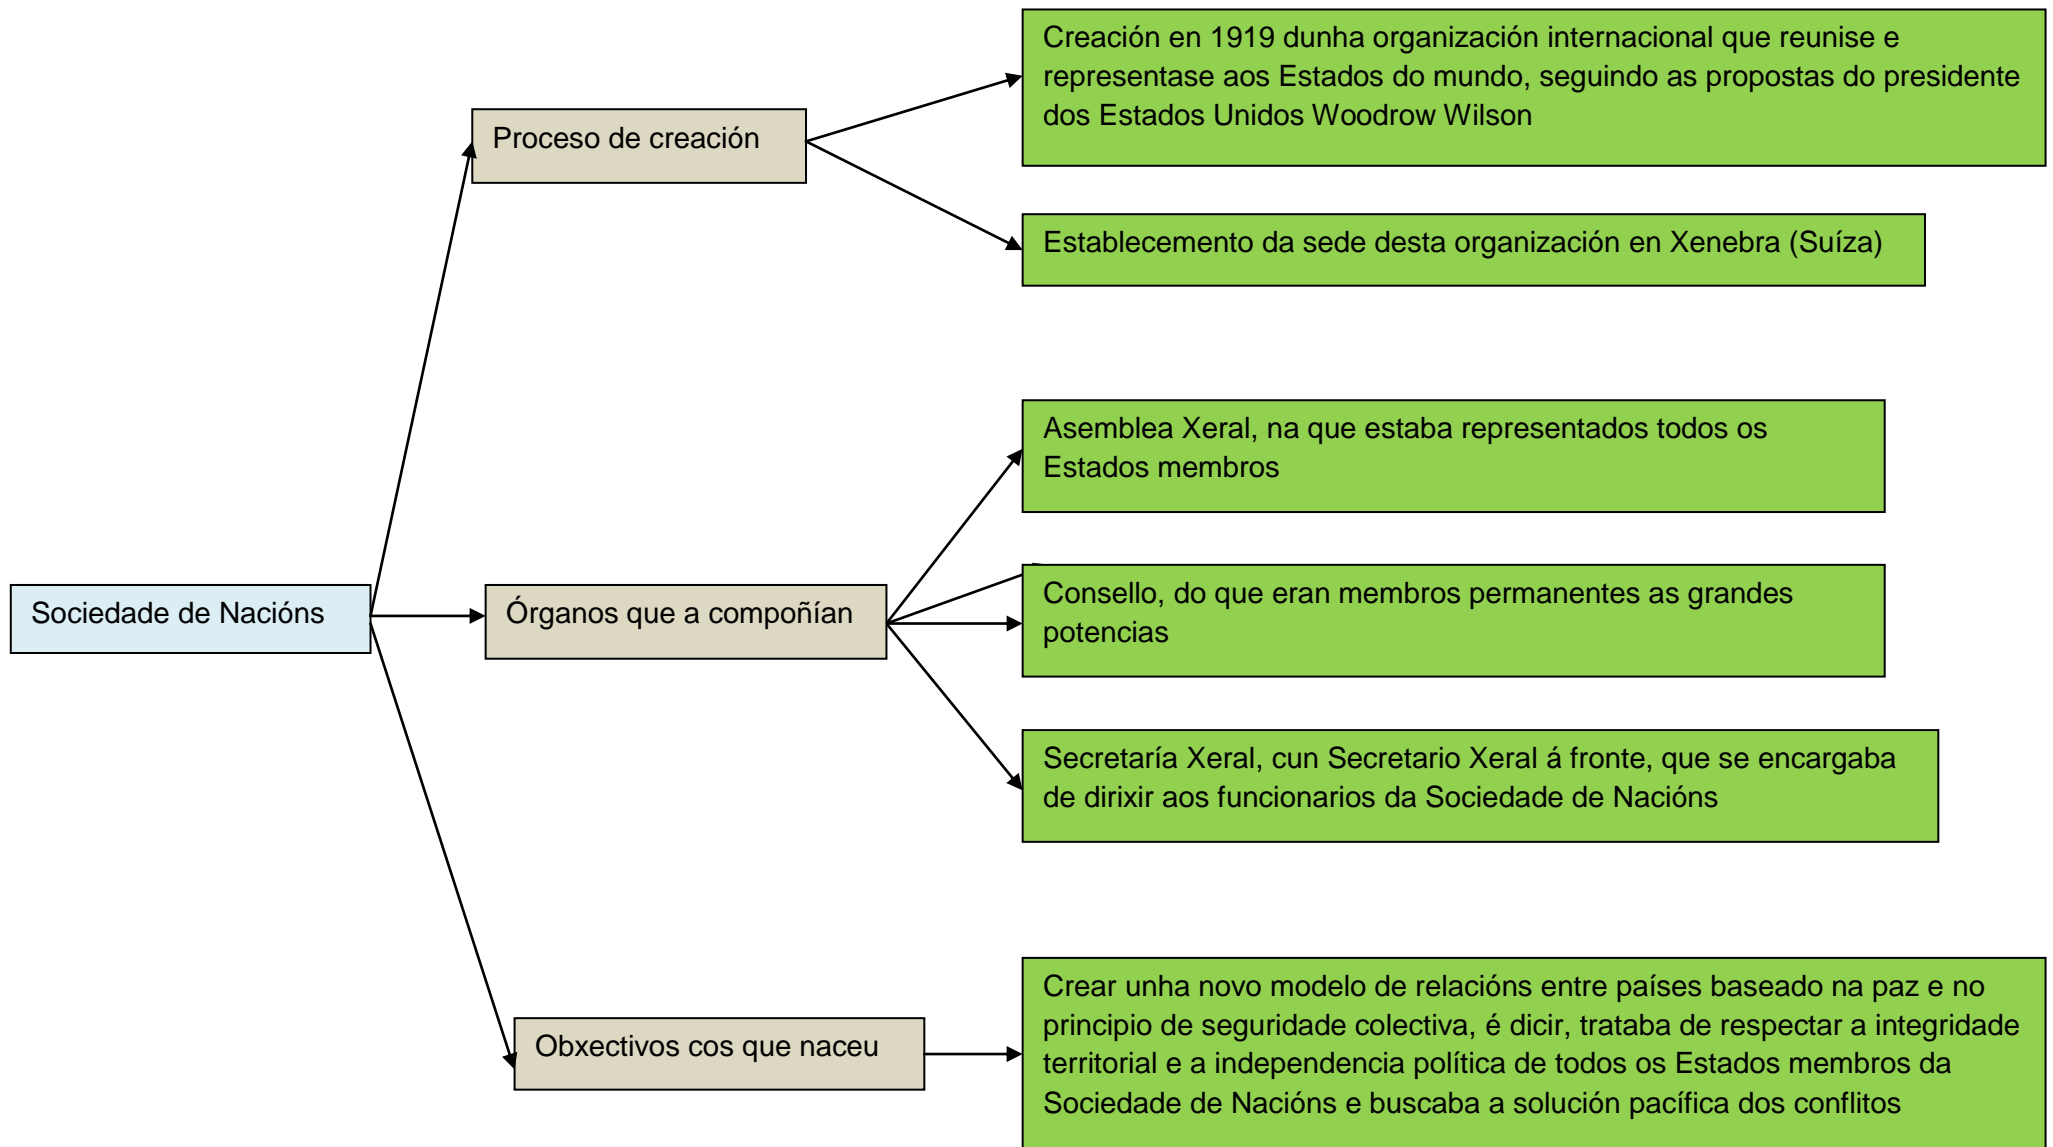 Sociedade de Nacións
Proceso de creación
Creación en 1919 dunha organización internacional que reunise e
representase aos Estados do mundo, seguindo as propostas do presidente
dos Estados Unidos Woodrow Wilson
Establecemento da sede desta organización en Xenebra (Suíza)
Órganos que a compoñían
Asemblea Xeral, na que estaba representados todos os
Estados membros
Consello, do que eran membros permanentes as grandes
potencias
Secretaría Xeral, cun Secretario Xeral á fronte, que se encargaba
de dirixir aos funcionarios da Sociedade de Nacións
Obxectivos cos que naceu
Crear unha novo modelo de relacións entre países baseado na paz e no
principio de seguridade colectiva, é dicir, trataba de respectar a integridade
territorial e a independencia política de todos os Estados membros da
Sociedade de Nacións e buscaba a solución pacífica dos conflitos